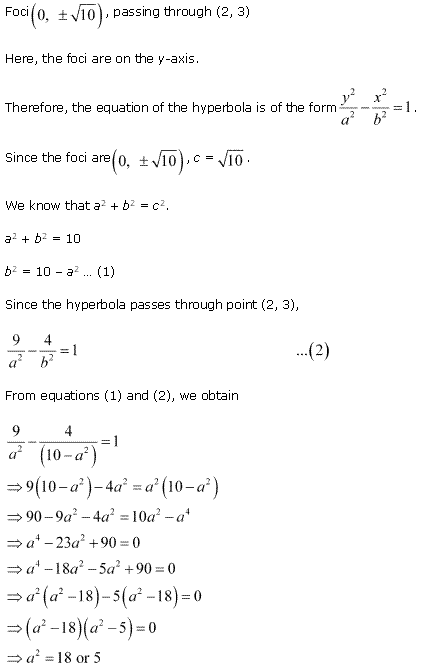 Foci (0, ±√10), passing through (2, 3)
Here, the foci are on the y-axis.
Therefore, the equation of the hyperbola is of the form y²/a² − x²/b² = 1.
Since the foci are (0, ±√10), c = √10.
We know that a² + b² = c².
a² + b² = 10
b² = 10 – a² … (1)
Since the hyperbola passes through point (2, 3),
9/a² − 4/b² = 1 ...(2)
From equations (1) and (2), we obtain
9/a² − 4/(10−a²) = 1
⇒ 9(10−a²) − 4a² = a²(10−a²)
⇒ 90 − 9a² − 4a² = 10a² − a⁴
⇒ a⁴ − 23a² + 90 = 0
⇒ a⁴ − 18a² − 5a² + 90 = 0
⇒ a²(a² −18) − 5(a² −18) = 0
⇒ (a² −18)(a² −5) = 0
⇒ a² = 18 or 5